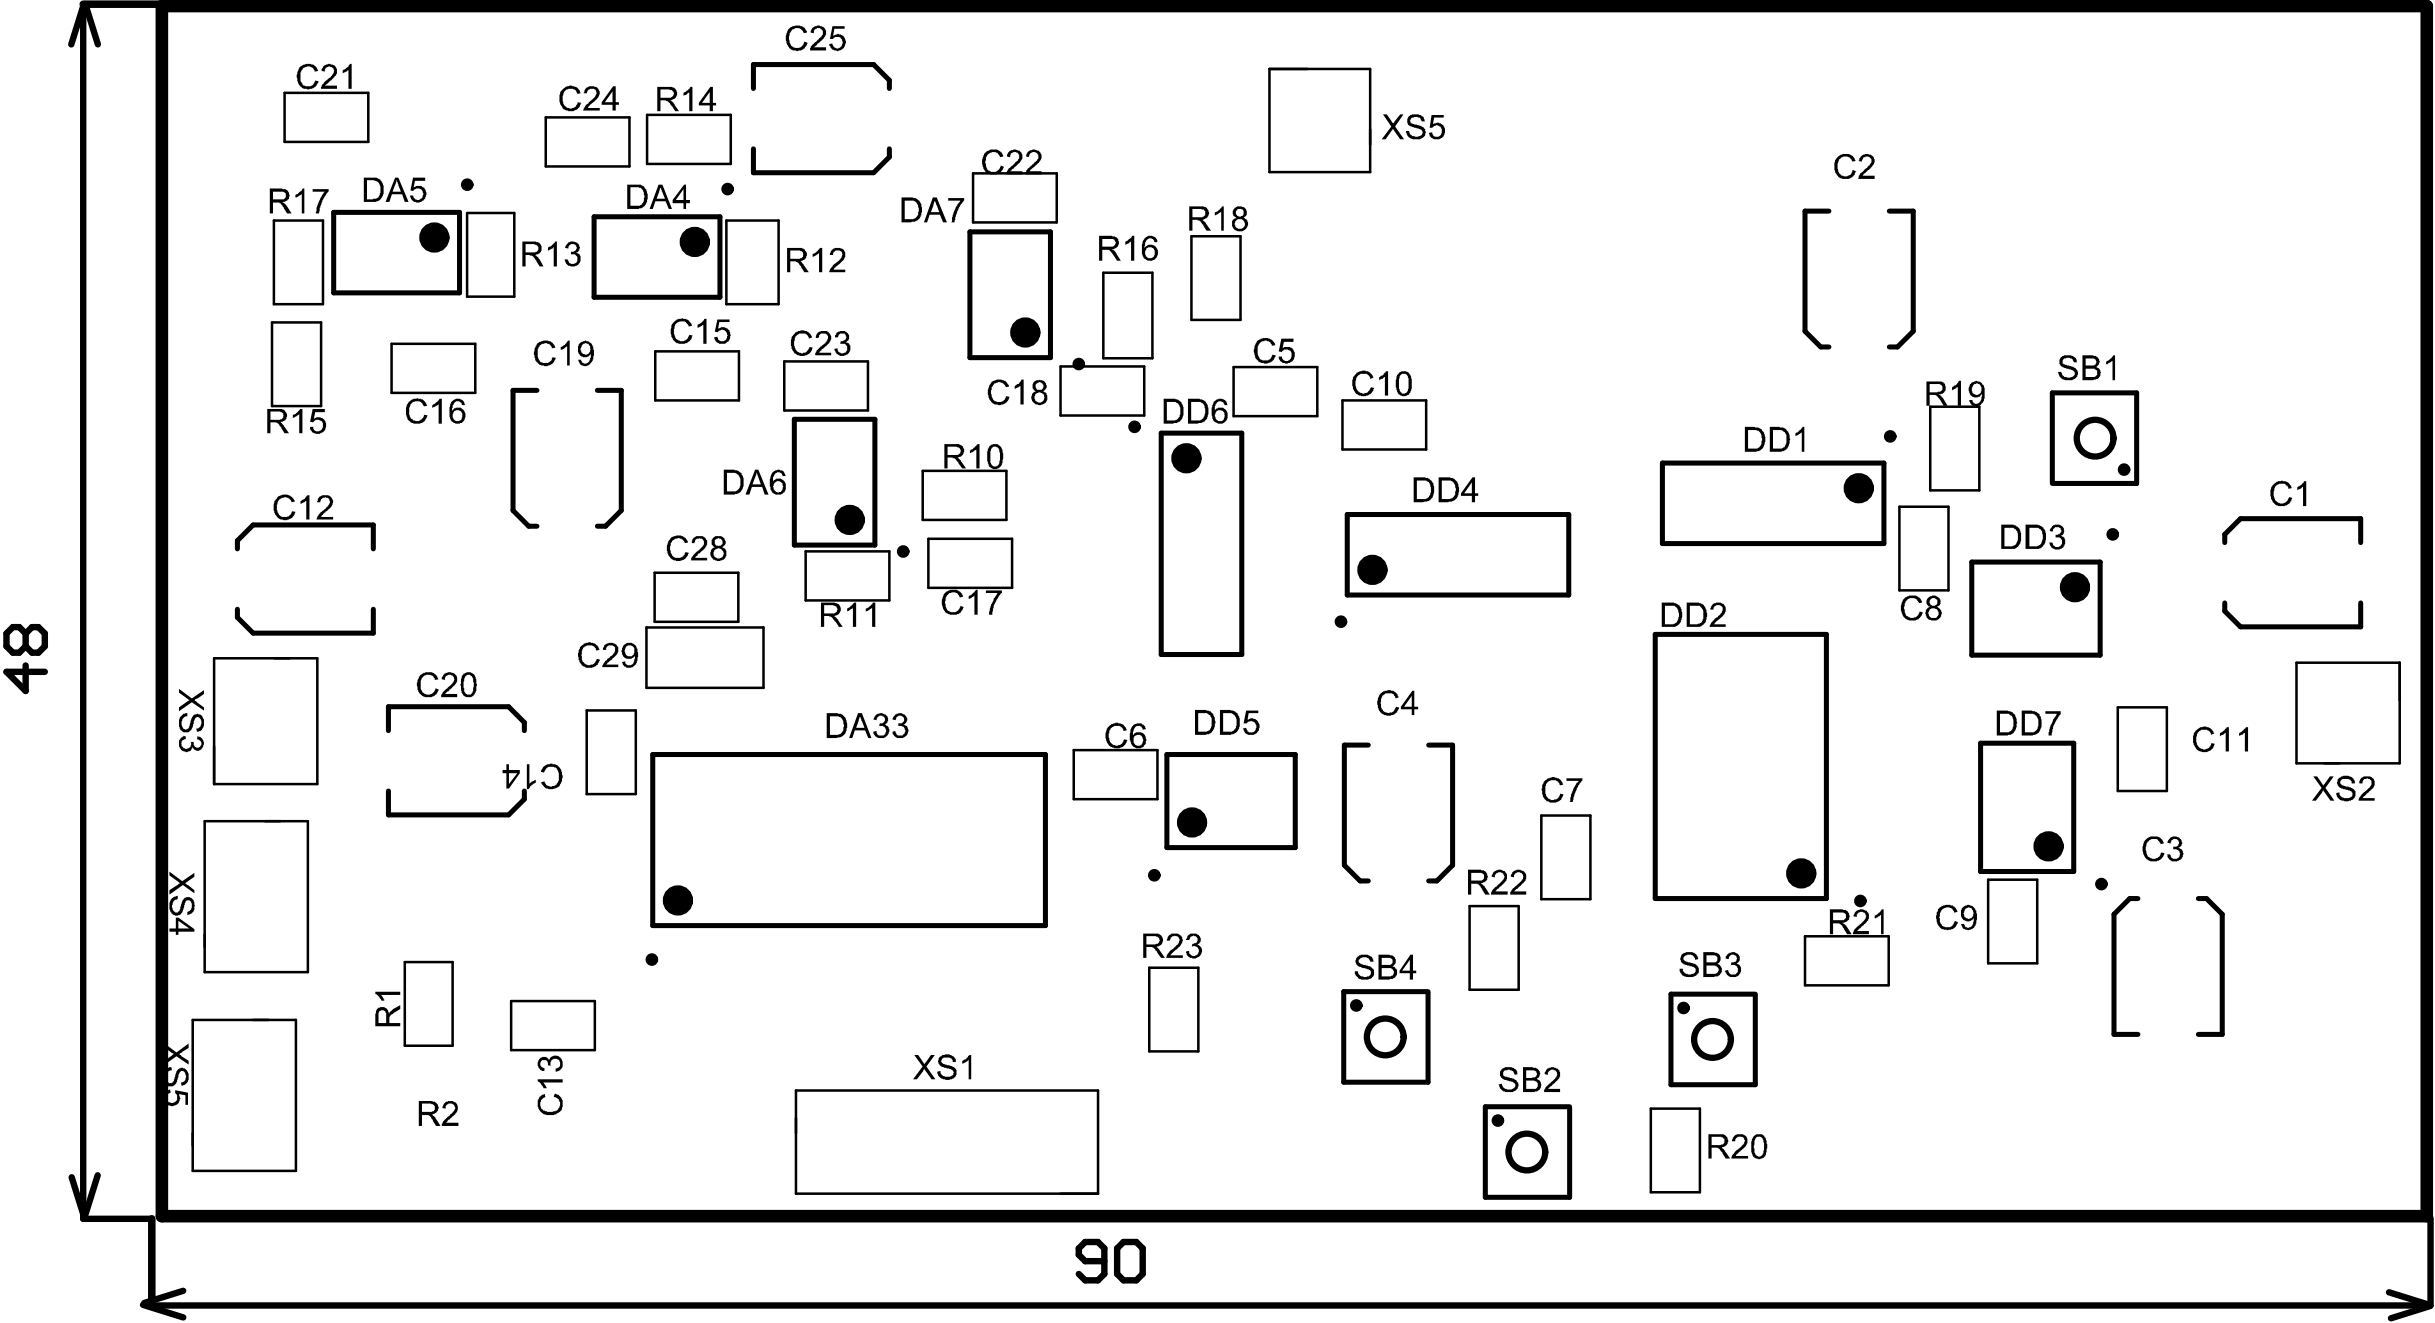 C25
C21
C24
R14
XS5
C22
C2
R17
DA5
DA4
DA7
R18
R13
R12
R16
C15
C23
C19
C5
SB1
C10
C18
R19
R15
C16
DD6
DD1
R10
DA6
DD4
C1
C12
DD3
C28
C17
C8
R11
DD2
C29
48
C20
C4
XS3
DA33
C6
DD5
DD7
C11
C14
C7
XS2
C3
R22
XS4
C9
R21
R23
SB4
SB3
R1
XS1
XS5
C13
SB2
R2
R20
90